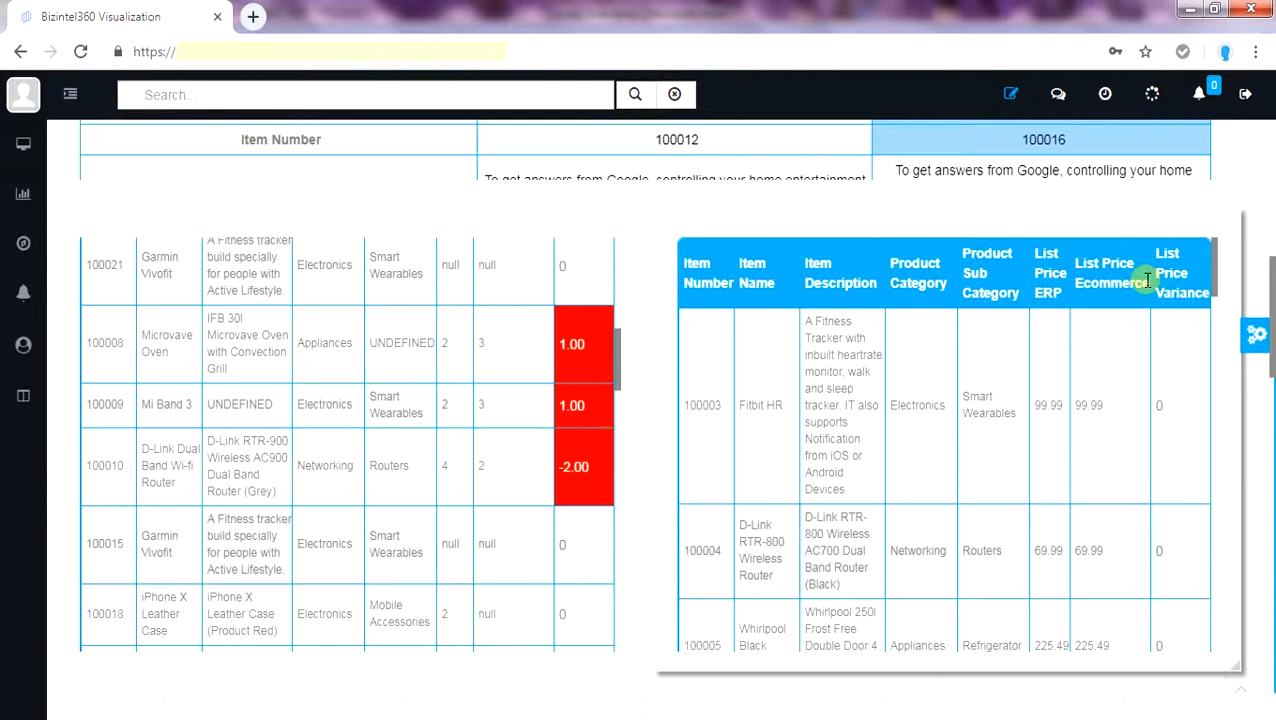 Bizintel360 Visualization
https://
Search...
0
Item Number
100012
100016
To get answers from Google, controlling your home entertainment
To get answers from Google, controlling your home
100021
Garmin
Vivofit
A Fitness tracker
build specially
for people with
Active Lifestyle.
Electronics
Smart
Wearables
null
null
0
100008
Microvave
Oven
IFB 30l
Microvave Oven
with Convection
Grill
Appliances
UNDEFINED
2
3
1.00
100009
Mi Band 3
UNDEFINED
Electronics
Smart
Wearables
2
3
1.00
100010
D-Link Dual
Band Wi-fi
Router
D-Link RTR-900
Wireless AC900
Dual Band
Router (Grey)
Networking
Routers
4
2
-2.00
100015
Garmin
Vivofit
A Fitness tracker
build specially
for people with
Active Lifestyle.
Electronics
Smart
Wearables
null
null
0
100018
iPhone X
Leather
Case
iPhone X
Leather Case
(Product Red)
Electronics
Mobile
Accessories
2
null
0
Item
Number
Item
Name
Item
Description
Product
Category
Product
Sub
Category
List
Price
ERP
List Price
Ecommerce
List
Price
Variance
100003
Fitbit HR
A Fitness
Tracker with
inbuilt heartrate
monitor, walk
and sleep
tracker. IT also
supports
Notification
from iOS or
Android
Devices
Electronics
Smart
Wearables
99.99
99.99
0
100004
D-Link
RTR-800
Wireless
Router
D-Link RTR-
800 Wireless
AC700 Dual
Band Router
(Black)
Networking
Routers
69.99
69.99
0
100005
Whirlpool
Black
Whirlpool 250l
Frost Free
Double Door 4
Appliances
Refrigerator
225.49
225.49
0